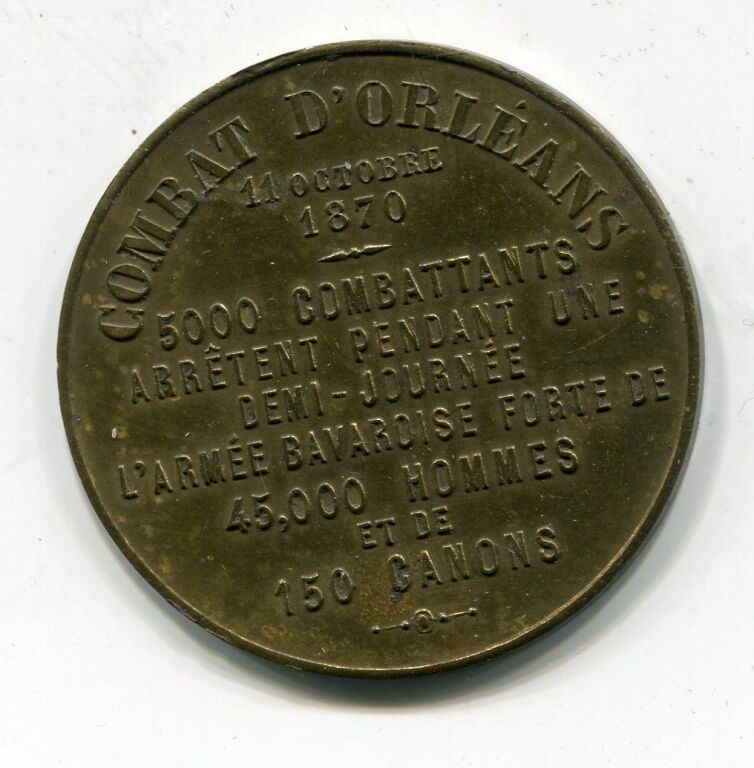 COMBAT D'ORLÉANS
11 OCTOBRE
1870
5000 COMBATTANTS
ARRÊTENT PENDANT UNE
DEMI-JOURNÉE
L'ARMÉE BAVAROISE FORTE DE
45,000 HOMMES
ET DE
150 CANONS